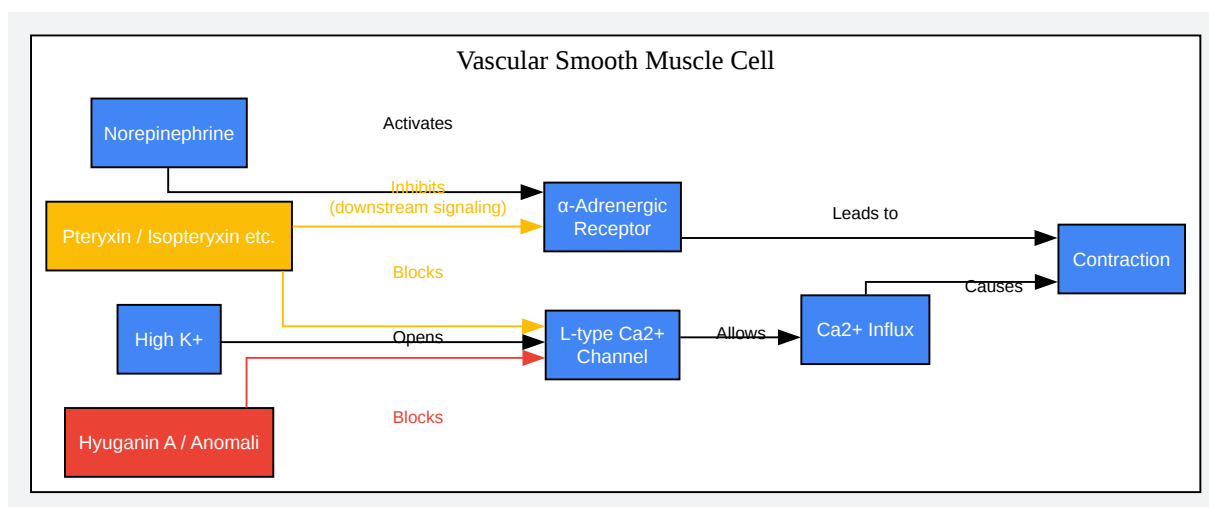 Vascular Smooth Muscle Cell
Norepinephrine
Activates
Inhibits
(downstream signaling)
α-Adrenergic
Receptor
Leads to
Pteryxin / Isopteryxin etc.
Blocks
Contraction
Causes
High K+
Opens
L-type Ca2+
Channel
Allows
Ca2+ Influx
Blocks
Hyuganin A / Anomali